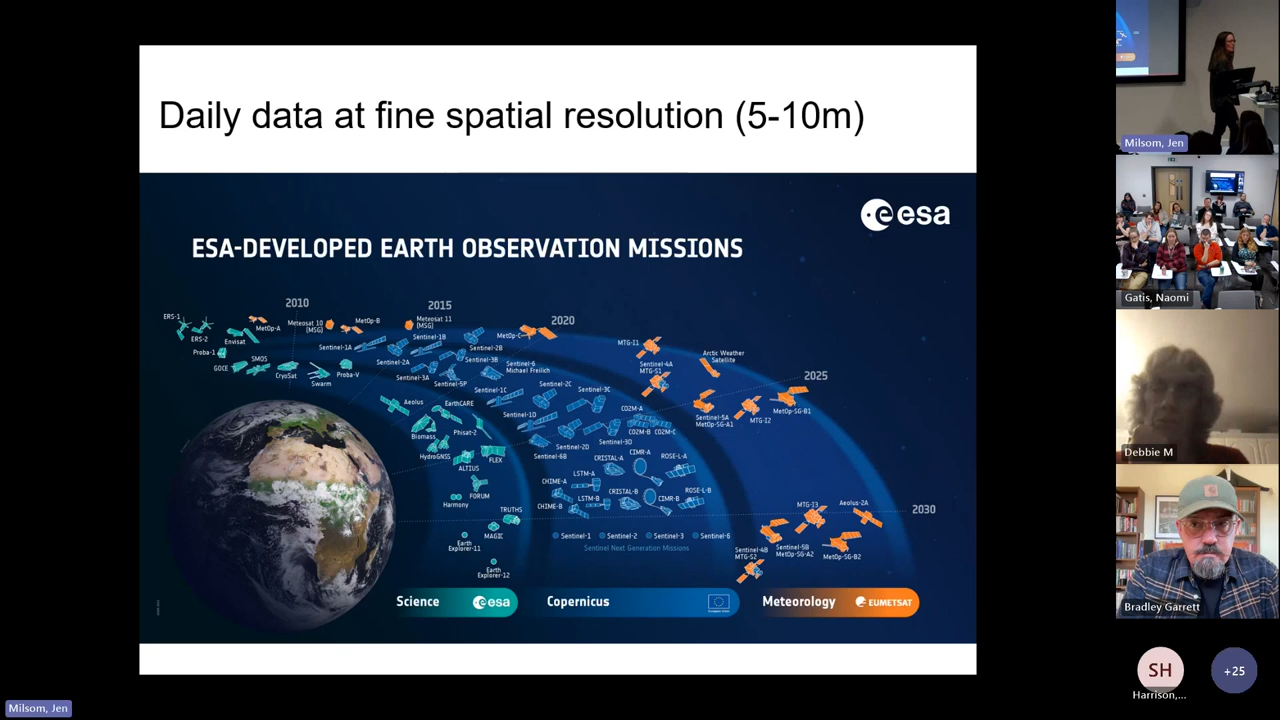 Daily data at fine spatial resolution (5-10m)
esa
ESA-DEVELOPED EARTH OBSERVATION MISSIONS
2010
2015
2020
2025
2030
ERS-1
ERS-2
Envisat
MetOp-A
Meteosat 10
(MSG)
MetOp-B
Meteosat 11
(MSG)
MetOp-C
Proba-1
GOCE
SMOS
CryoSat
Swarm
Proba-V
Sentinel-1A
Sentinel-1B
Sentinel-2A
Sentinel-2B
Sentinel-3A
Sentinel-3B
Sentinel-5P
Sentinel-6
Michael Freilich
MTG-I1
Sentinel-4A
MTG-S1
Arctic Weather
Satellite
Sentinel-5A
MetOp-SG-A1
MTG-I2
MetOp-SG-B1
Aeolus
EarthCARE
Biomass
Phisat-2
HydroGNSS
FLEX
ALTIUS
FORUM
Harmony
TRUTHS
MAGIC
Earth
Explorer-11
Earth
Explorer-12
Sentinel-1C
Sentinel-1D
Sentinel-2C
Sentinel-3C
Sentinel-2D
Sentinel-3D
Sentinel-6B
CO2M-A
CO2M-B
CO2M-C
CRISTAL-A
CIMR-A
ROSE-L-A
CHIME-A
LSTM-A
CHIME-B
LSTM-B
CRISTAL-B
CIMR-B
ROSE-L-B
Sentinel-1
Sentinel-2
Sentinel-3
Sentinel-6
Sentinel Next Generation Missions
MTG-I3
Aeolus-2A
Sentinel-4B
MTG-S2
Sentinel-5B
MetOp-SG-A2
MetOp-SG-B2
Science
esa
Copernicus
Meteorology
EUMETSAT
Milsom, Jen
Gatis, Naomi
Debbie M
Bradley Garrett
SH
Harrison,...
+25
Milsom, Jen